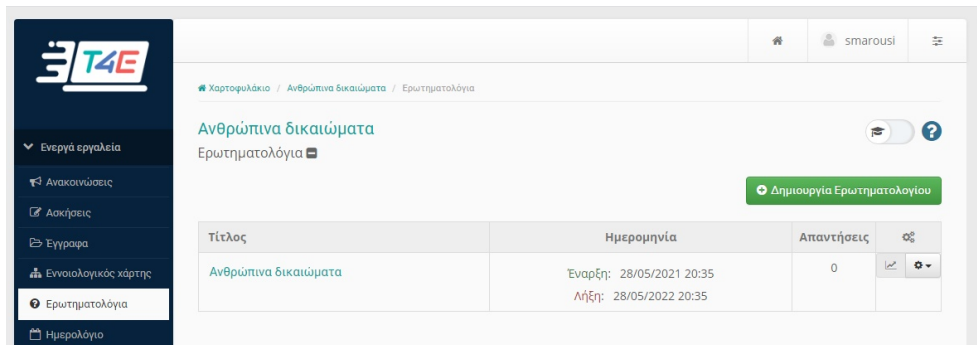 T4E
smarousi
Χαρτοφυλάκιο / Ανθρώπινα δικαιώματα / Ερωτηματολόγια
Ανθρώπινα δικαιώματα
Ερωτηματολόγια
Ενεργά εργαλεία
Ανακοινώσεις
Ασκήσεις
Έγγραφα
Εννοιολογικός χάρτης
Ερωτηματολόγια
Ημερολόγιο
Δημιουργία Ερωτηματολογίου
Τίτλος Ημερομηνία Απαντήσεις
Ανθρώπινα δικαιώματα Έναρξη: 28/05/2021 20:35 0
Λήξη: 28/05/2022 20:35